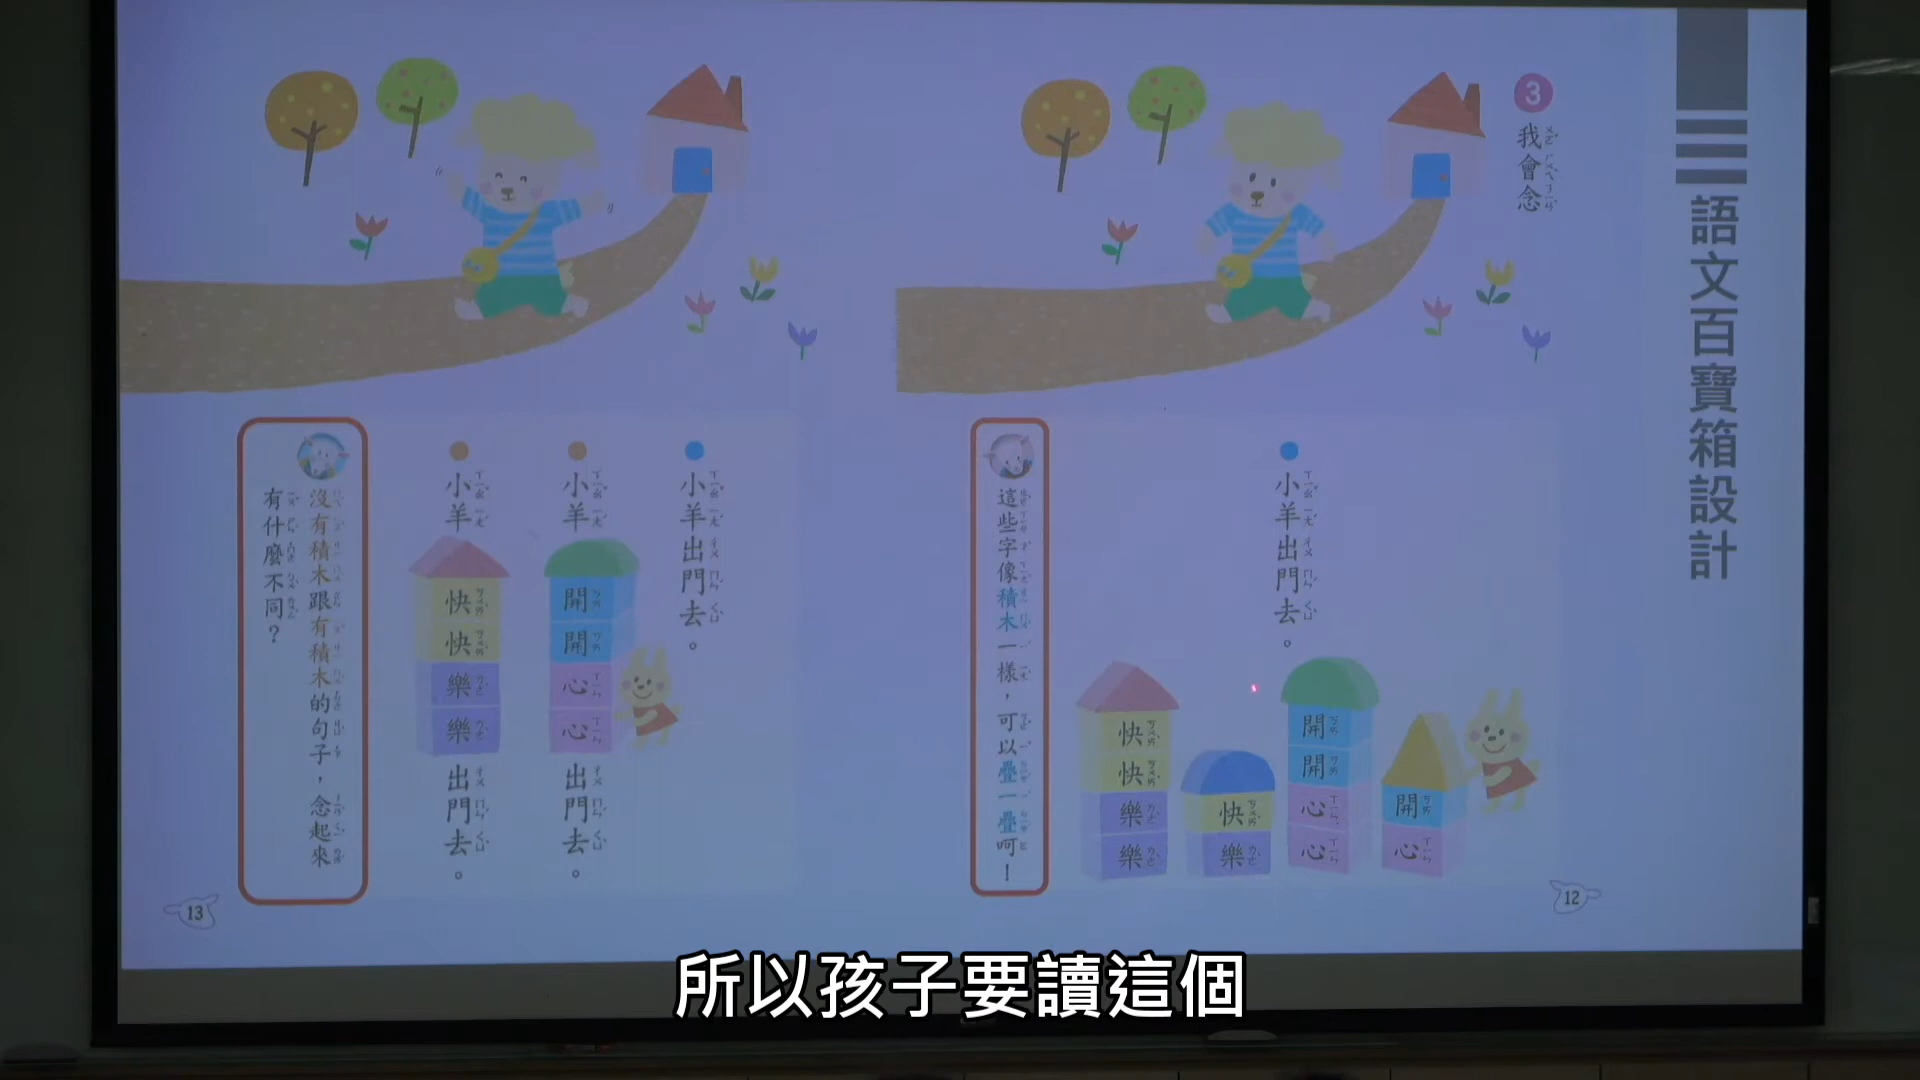 三
語文百寶箱設計
3
我會念
小羊出門去。
開心
開開心心
快樂
快快樂樂
這些字像積木一樣，可以疊一疊呵！
12
小羊出門去。
小羊開開心心出門去。
小羊快快樂樂出門去。
沒有積木跟有積木的句子，念起來
有什麼不同？
13
所以孩子要讀這個